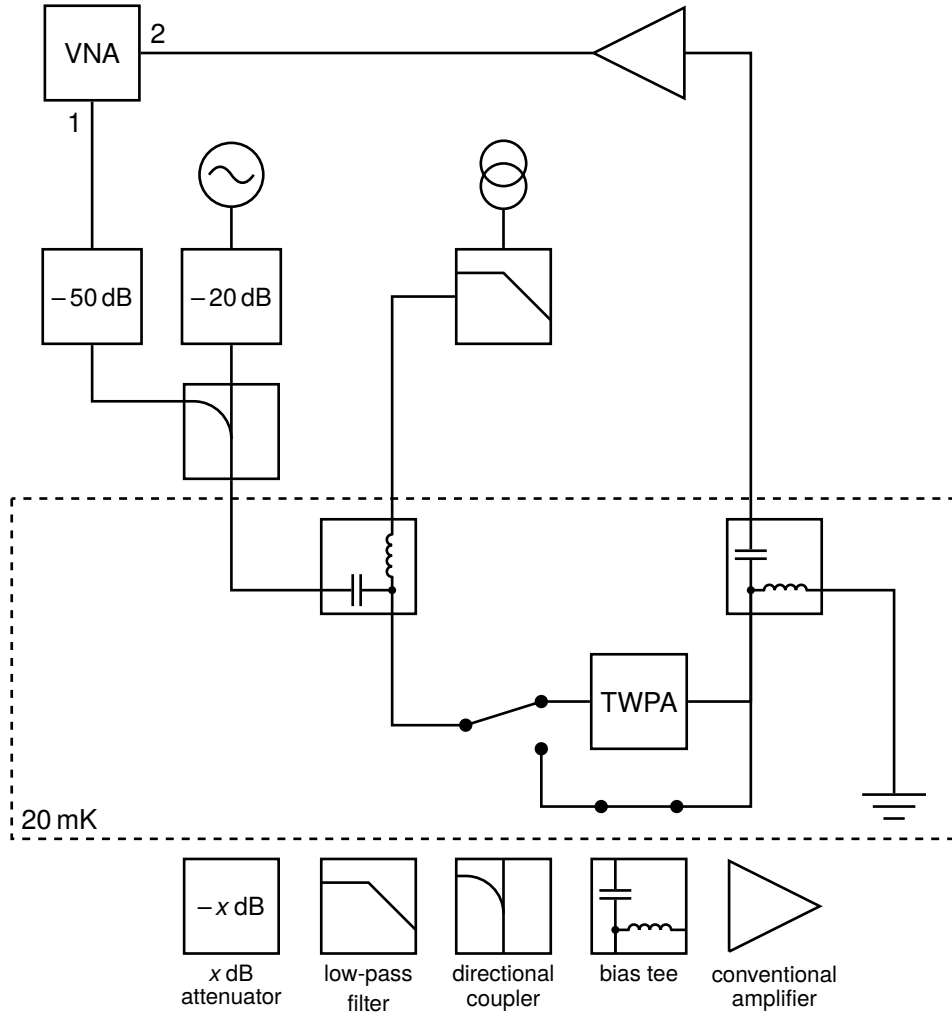 VNA
2
1
– 50 dB
– 20 dB
TWPA
20 mK
– x dB
x dB
attenuator
low-pass
filter
directional
coupler
bias tee
conventional
amplifier